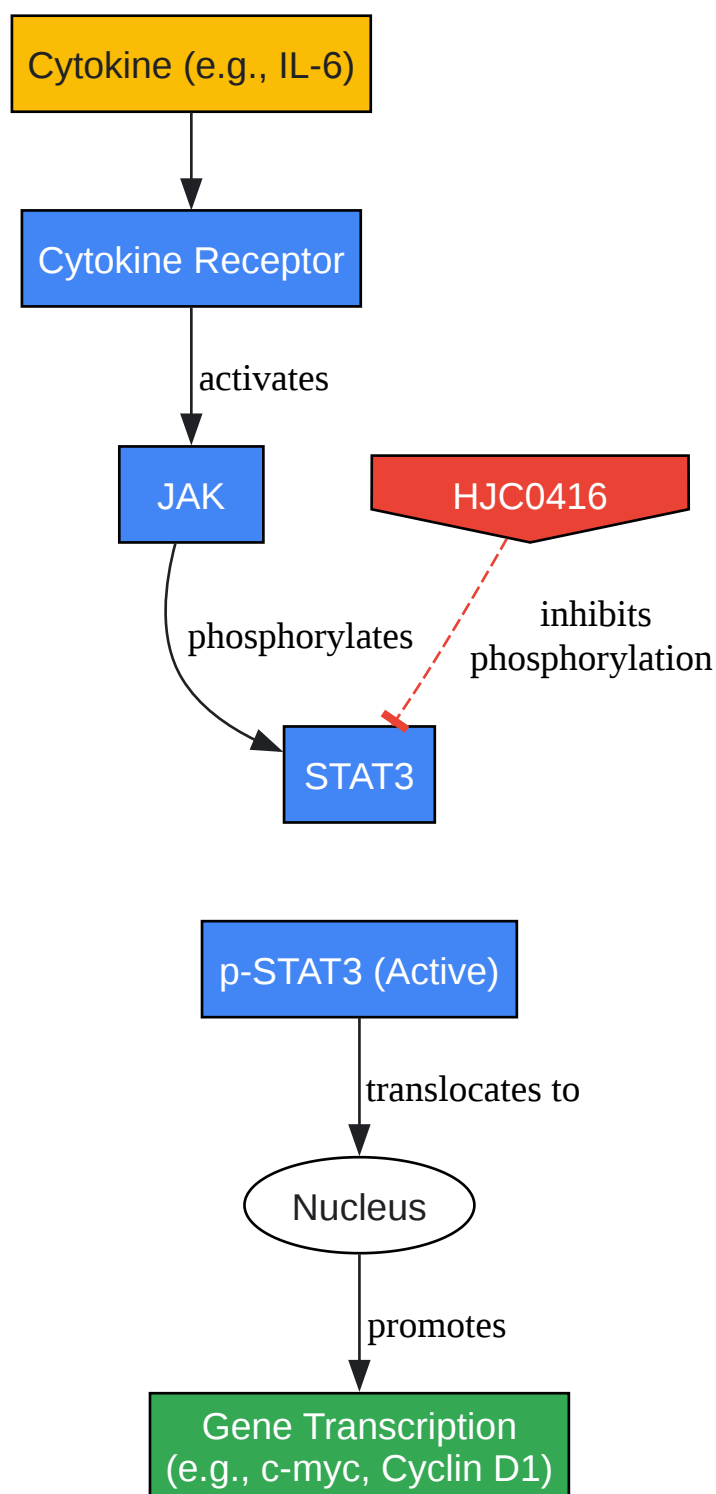 Cytokine (e.g., IL-6)
Cytokine Receptor
activates
JAK
HJC0416
phosphorylates
inhibits
phosphorylation
STAT3
p-STAT3 (Active)
translocates to
Nucleus
promotes
Gene Transcription
(e.g., c-myc, Cyclin D1)